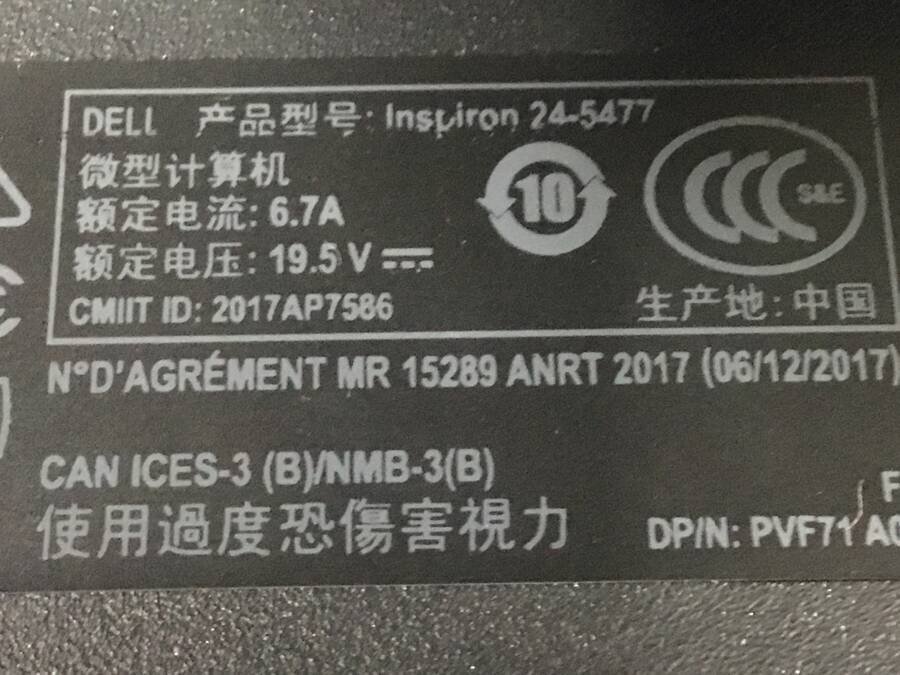 DELL 产品型号: Inspiron 24-5477
微型计算机
额定电流: 6.7A
10
S&E
额定电压: 19.5V
CMIIT ID: 2017AP7586
生产地: 中国
N°D'AGRÉMENT MR 15289 ANRT 2017 (06/12/2017)
CAN ICES-3 (B)/NMB-3(B)
使用過度恐傷害視力
DP/N: PVF71